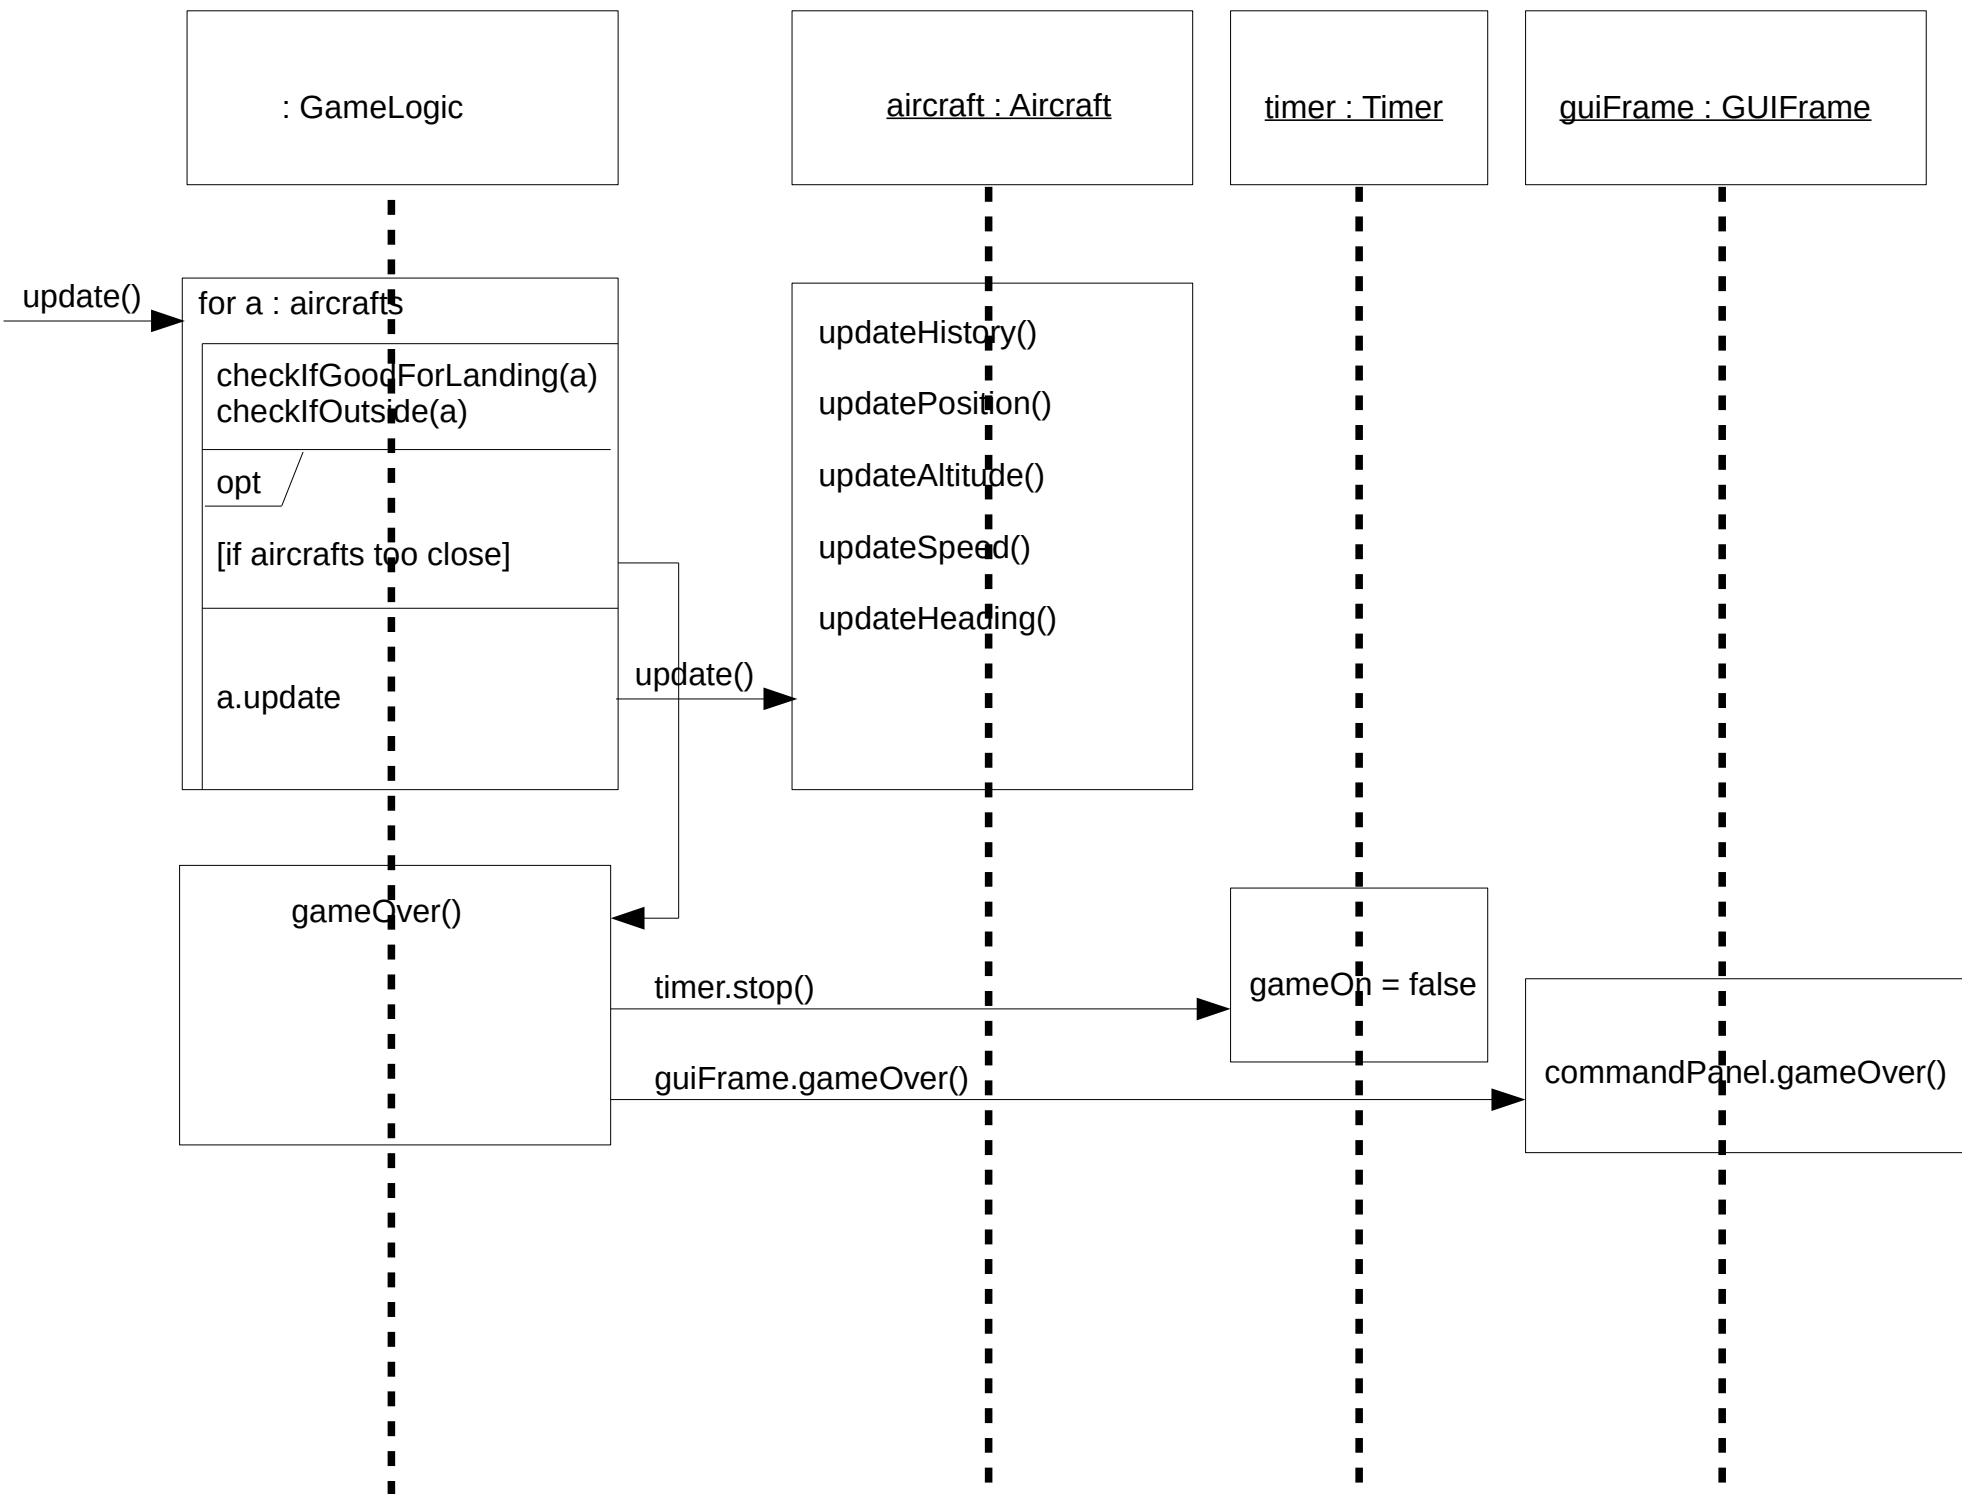 : GameLogic
aircraft : Aircraft
timer : Timer
guiFrame : GUIFrame
update()
for a : aircrafts
checkIfGoodForLanding(a)
checkIfOutside(a)
opt
[if aircrafts too close]
a.update
update()
updateHistory()
updatePosition()
updateAltitude()
updateSpeed()
updateHeading()
gameOver()
timer.stop()
gameOn = false
guiFrame.gameOver()
commandPanel.gameOver()